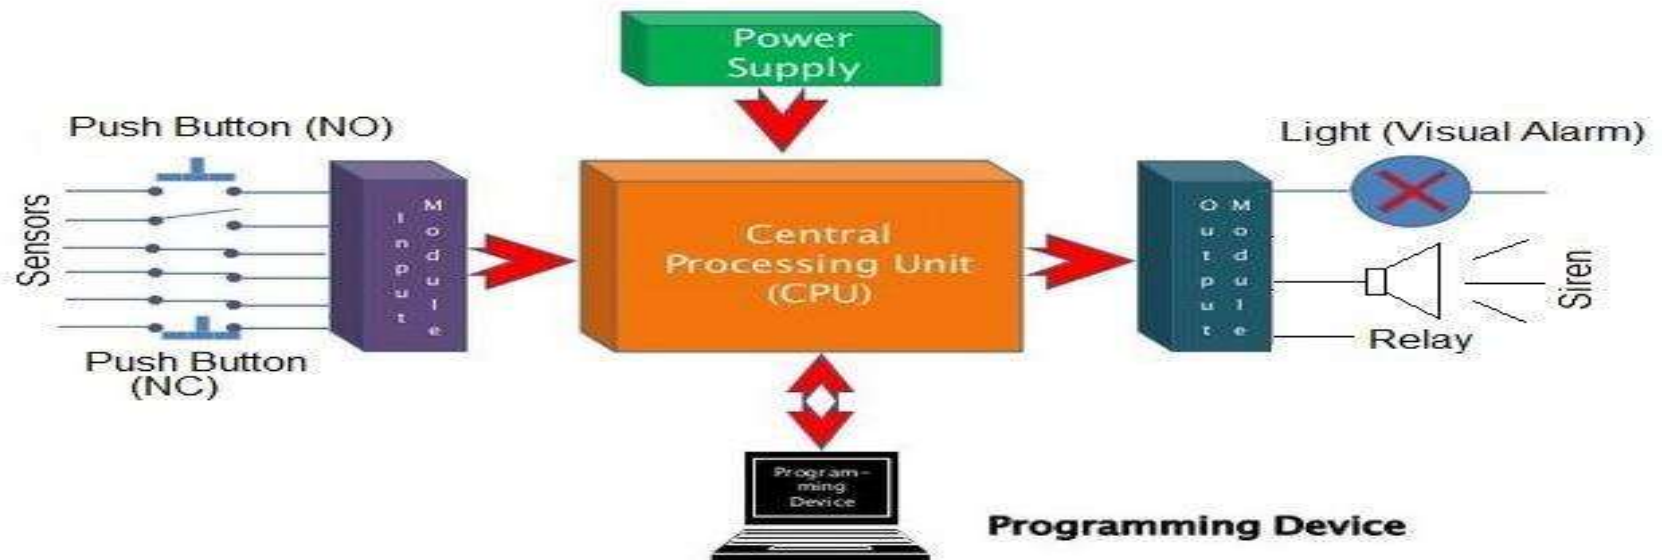 Power
Supply
Push Button (NO)
Light (Visual Alarm)
Sensors
Input
Module
Central
Processing Unit
(CPU)
Output
Module
Siren
Relay
Push Button
(NC)
Program-
ming
Device
Programming Device